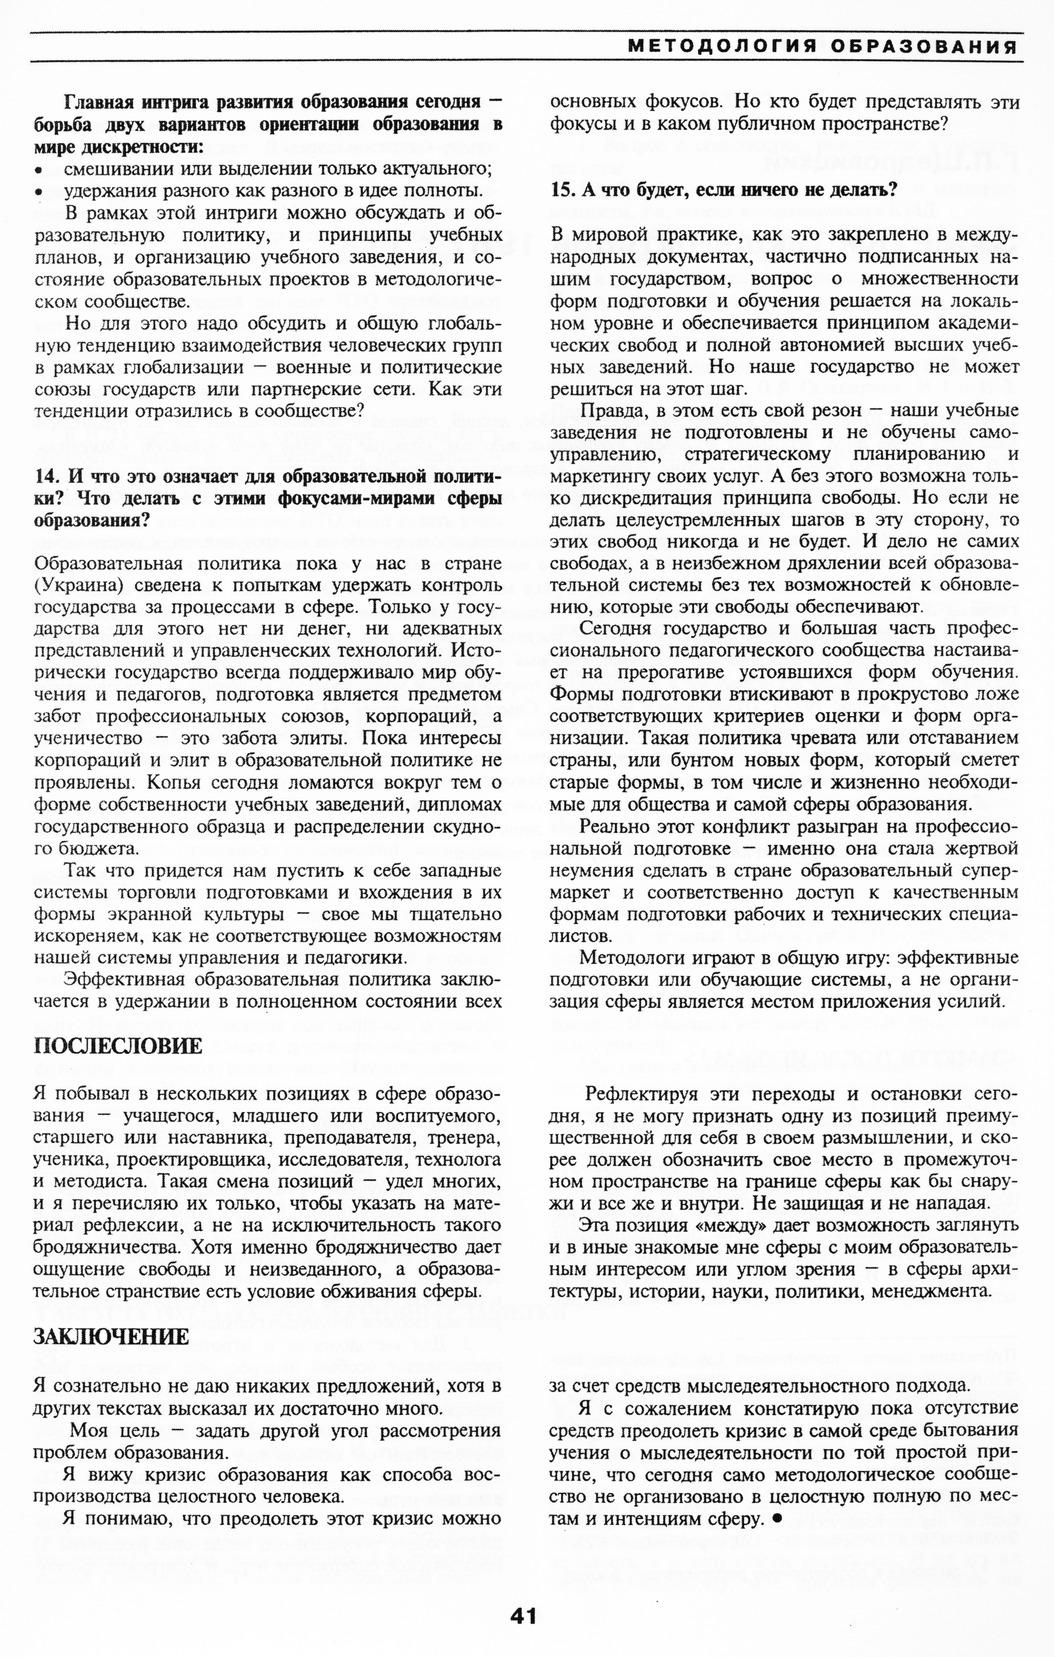 МЕТОДОЛОГИЯ ОБРАЗОВАНИЯ
Главная интрига развития образования сегодня —
борьба двух вариантов ориентации образования в
мире дискретности:
• смешивании или выделении только актуального;
• удержания разного как разного в идее полноты.
В рамках этой интриги можно обсуждать и об-
разовательную политику, и принципы учебных
планов, и организацию учебного заведения, и со-
стояние образовательных проектов в методологиче-
ском сообществе.
Но для этого надо обсудить и общую глобаль-
ную тенденцию взаимодействия человеческих групп
в рамках глобализации — военные и политические
союзы государств или партнерские сети. Как эти
тенденции отразились в сообществе?
14. И что это означает для образовательной полити-
ки? Что делать с этими фокусами-мирами сферы
образования?
Образовательная политика пока у нас в стране
(Украина) сведена к попыткам удержать контроль
государства за процессами в сфере. Только у госу-
дарства для этого нет ни денег, ни адекватных
представлений и управленческих технологий. Исто-
рически государство всегда поддерживало мир обу-
чения и педагогов, подготовка является предметом
забот профессиональных союзов, корпораций, а
ученичество — это забота элиты. Пока интересы
корпораций и элит в образовательной политике не
проявлены. Копья сегодня ломаются вокруг тем о
форме собственности учебных заведений, дипломах
государственного образца и распределении скудно-
го бюджета.
Так что придется нам пустить к себе западные
системы торговли подготовками и вхождения в их
формы экранной культуры — свое мы тщательно
искореняем, как не соответствующее возможностям
нашей системы управления и педагогики.
Эффективная образовательная политика заклю-
чается в удержании в полноценном состоянии всех
основных фокусов. Но кто будет представлять эти
фокусы и в каком публичном пространстве?
15. А что будет, если ничего не делать?
В мировой практике, как это закреплено в между-
народных документах, частично подписанных на-
шим государством, вопрос о множественности
форм подготовки и обучения решается на локаль-
ном уровне и обеспечивается принципом академи-
ческих свобод и полной автономией высших учеб-
ных заведений. Но наше государство не может
решиться на этот шаг.
Правда, в этом есть свой резон — наши учебные
заведения не подготовлены и не обучены само-
управлению, стратегическому планированию и
маркетингу своих услуг. А без этого возможна толь-
ко дискредитация принципа свободы. Но если не
делать целеустремленных шагов в эту сторону, то
этих свобод никогда и не будет. И дело не самих
свободах, а в неизбежном дряхлении всей образова-
тельной системы без тех возможностей к обновле-
нию, которые эти свободы обеспечивают.
Сегодня государство и большая часть профес-
сионального педагогического сообщества настаива-
ет на прерогативе устоявшихся форм обучения.
Формы подготовки втискивают в прокрустово ложе
соответствующих критериев оценки и форм орга-
низации. Такая политика чревата или отставанием
страны, или бунтом новых форм, который сметет
старые формы, в том числе и жизненно необходи-
мые для общества и самой сферы образования.
Реально этот конфликт разыгран на профессио-
нальной подготовке — именно она стала жертвой
неумения сделать в стране образовательный супер-
маркет и соответственно доступ к качественным
формам подготовки рабочих и технических специа-
листов.
Методологи играют в общую игру: эффективные
подготовки или обучающие системы, а не органи-
зация сферы является местом приложения усилий.
ПОСЛЕСЛОВИЕ
Я побывал в нескольких позициях в сфере образо-
вания — учащегося, младшего или воспитуемого,
старшего или наставника, преподавателя, тренера,
ученика, проектировщика, исследователя, технолога
и методиста. Такая смена позиций — удел многих,
и я перечисляю их только, чтобы указать на мате-
риал рефлексии, а не на исключительность такого
бродяжничества. Хотя именно бродяжничество дает
ощущение свободы и неизведанного, а образова-
тельное странствие есть условие обживания сферы.
Рефлектируя эти переходы и остановки сего-
дня, я не могу признать одну из позиций преиму-
щественной для себя в своем размышлении, и ско-
рее должен обозначить свое место в промежуточ-
ном пространстве на границе сферы как бы снару-
жи и все же и внутри. Не защищая и не нападая.
Эта позиция «между» дает возможность заглянуть
и в иные знакомые мне сферы с моим образователь-
ным интересом или углом зрения — в сферы архи-
тектуры, истории, науки, политики, менеджмента.
ЗАКЛЮЧЕНИЕ
Я сознательно не даю никаких предложений, хотя в
других текстах высказал их достаточно много.
Моя цель — задать другой угол рассмотрения
проблем образования.
Я вижу кризис образования как способа вос-
производства целостного человека.
Я понимаю, что преодолеть этот кризис можно
за счет средств мыследеятельностного подхода.
Я с сожалением констатирую пока отсутствие
средств преодолеть кризис в самой среде бытования
учения о мыследеятельности по той простой при-
чине, что сегодня само методологическое сообще-
ство не организовано в целостную полную по мес-
там и интенциям сферу. •
41